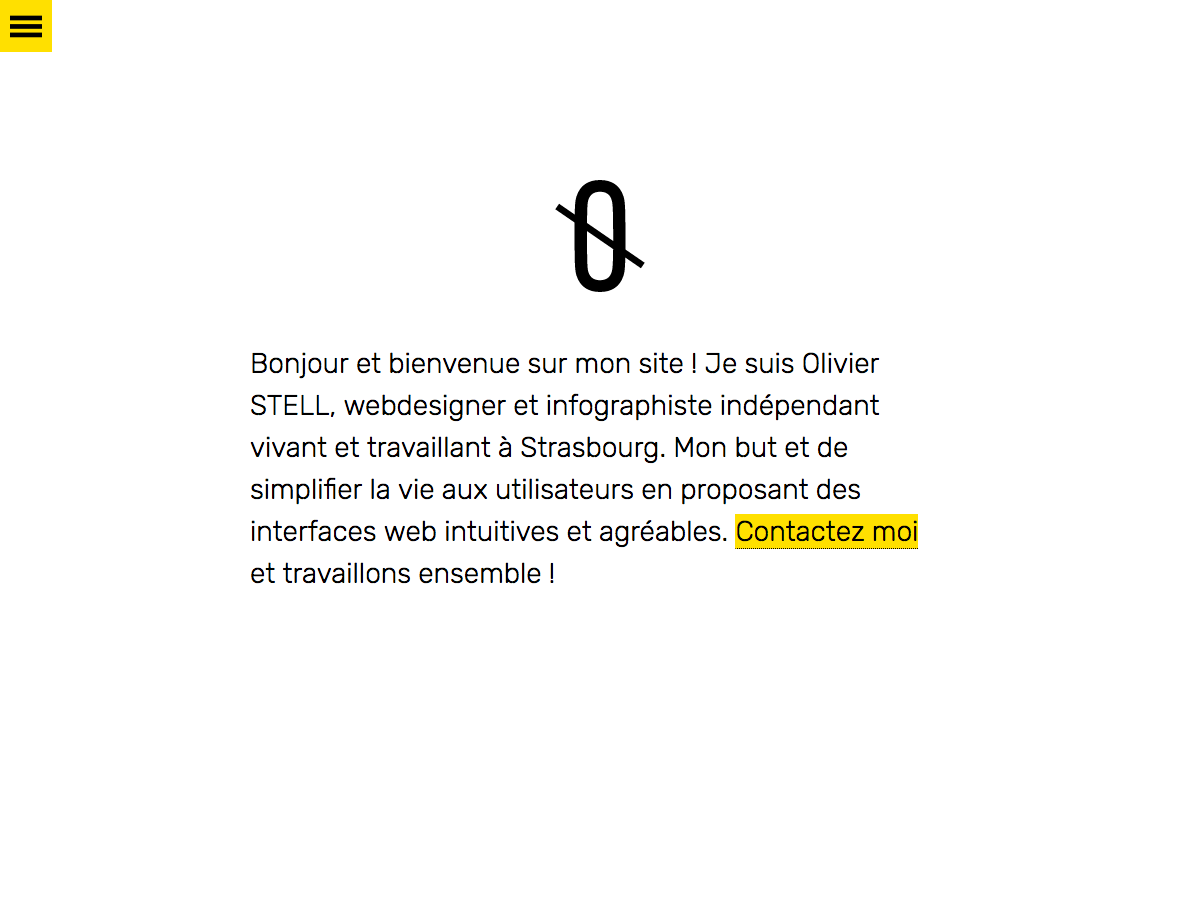 Bonjour et bienvenue sur mon site ! Je suis Olivier
STELL, webdesigner et infographiste indépendant
vivant et travaillant à Strasbourg. Mon but et de
simplifier la vie aux utilisateurs en proposant des
interfaces web intuitives et agréables. Contactez moi
et travaillons ensemble !